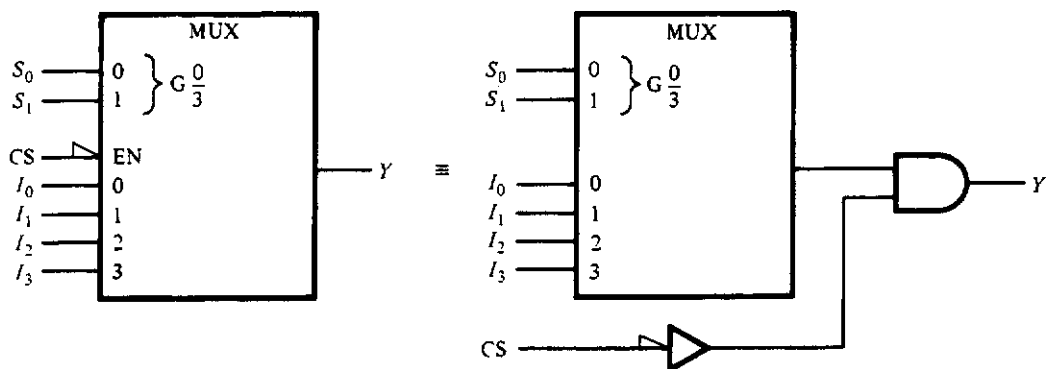 MUX
S₀ 0
S₁ 1
G 0/3
CS EN
I₀ 0
I₁ 1
I₂ 2
I₃ 3
Y
≡
MUX
S₀ 0
S₁ 1
G 0/3
I₀ 0
I₁ 1
I₂ 2
I₃ 3
Y
CS